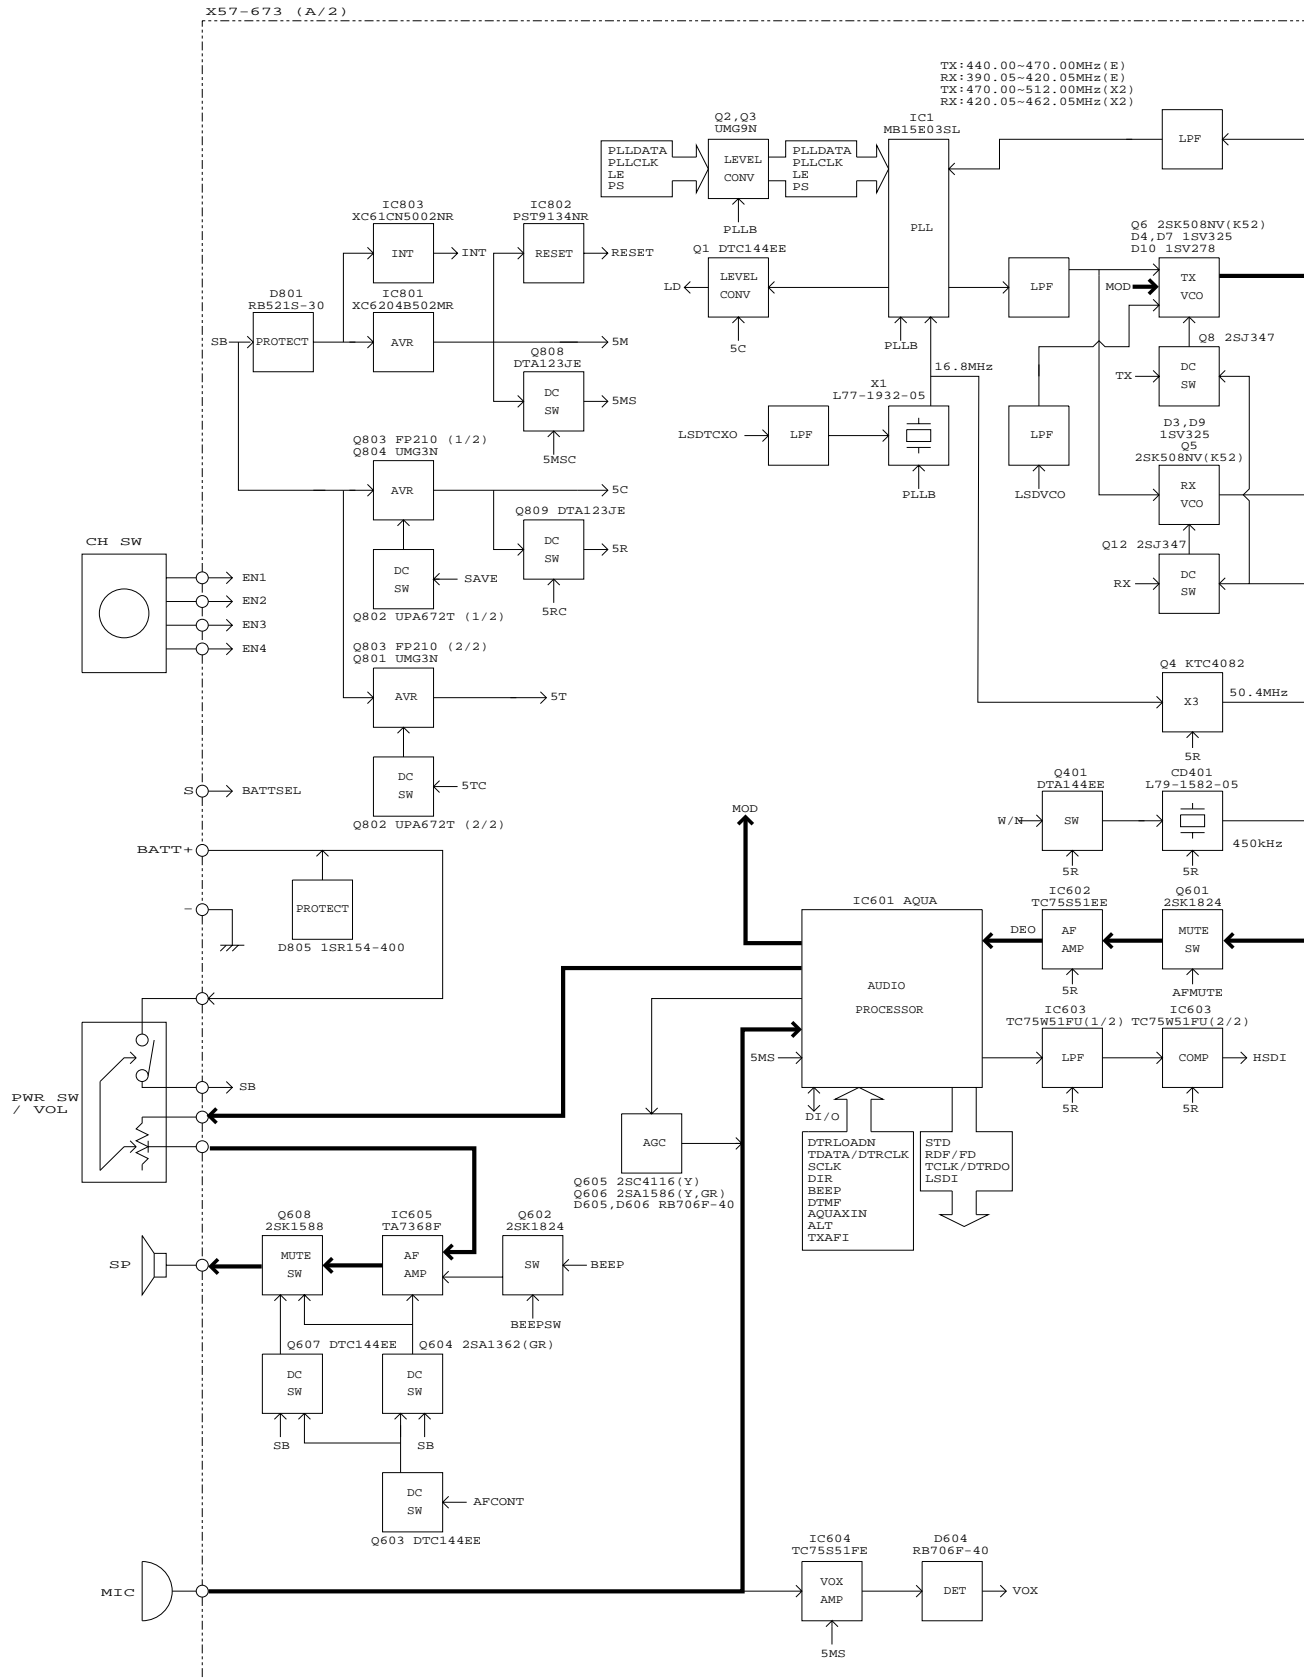 X57-673 (A/2)
TX:440.00~470.00MHz(E)
RX:390.05~420.05MHz(E)
TX:470.00~512.00MHz(X2)
RX:420.05~462.05MHz(X2)
Q2,Q3
UMG9N
IC1
MB15E03SL
LPF
PLLDATA
PLLCLK
LE
PS
LEVEL
CONV
PLLDATA
PLLCLK
LE
PS
PLLB
PLL
IC803
XC61CN5002NR
INT
INT
IC802
PST9134NR
RESET
RESET
Q1 DTC144EE
LD
LEVEL
CONV
5C
LPF
Q6 2SK508NV(K52)
D4,D7 1SV325
D10 1SV278
MOD
TX
VCO
D801
RB521S-30
SB
PROTECT
IC801
XC6204B502MR
AVR
5M
PLLB
16.8MHz
Q8 2SJ347
TX
DC
SW
Q808
DTA123JE
DC
SW
5MS
5MSC
X1
L77-1932-05
LSDTCXO
LPF
PLLB
LPF
LSDVCO
D3,D9
1SV325
Q5
2SK508NV(K52)
RX
VCO
Q803 FP210 (1/2)
Q804 UMG3N
AVR
5C
Q809 DTA123JE
DC
SW
5R
5RC
Q12 2SJ347
RX
DC
SW
DC
SW
SAVE
Q802 UPA672T (1/2)
CH SW
EN1
EN2
EN3
EN4
Q803 FP210 (2/2)
Q801 UMG3N
AVR
5T
Q4 KTC4082
X3
50.4MHz
5R
DC
SW
5TC
Q802 UPA672T (2/2)
S
BATTSEL
Q401
DTA144EE
W/N
SW
5R
CD401
L79-1582-05
450kHz
5R
MOD
BATT+
PROTECT
D805 1SR154-400
-
IC601 AQUA
AUDIO
PROCESSOR
DEO
IC602
TC75S51EE
AF
AMP
5R
Q601
2SK1824
MUTE
SW
AFMUTE
IC603
TC75W51FU(1/2)
LPF
5R
IC603
TC75W51FU(2/2)
COMP
HSDI
5R
5MS
DI/O
PWR SW
/ VOL
SB
AGC
Q605 2SC4116(Y)
Q606 2SA1586(Y,GR)
D605,D606 RB706F-40
DTRLOADN
TDATA/DTRCLK
SCLK
DIR
BEEP
DTMF
AQUAXIN
ALT
TXAFI
STD
RDF/FD
TCLK/DTRDO
LSDI
SP
Q608
2SK1588
MUTE
SW
IC605
TA7368F
AF
AMP
Q602
2SK1824
SW
BEEP
BEEPSW
Q607 DTC144EE
DC
SW
SB
Q604 2SA1362(GR)
DC
SW
SB
DC
SW
AFCONT
Q603 DTC144EE
MIC
IC604
TC75S51FE
VOX
AMP
5MS
D604
RB706F-40
DET
VOX